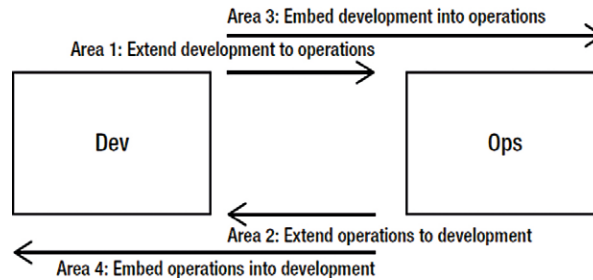 Area 3: Embed development into operations
Area 1: Extend development to operations
Dev
Ops
Area 2: Extend operations to development
Area 4: Embed operations into development